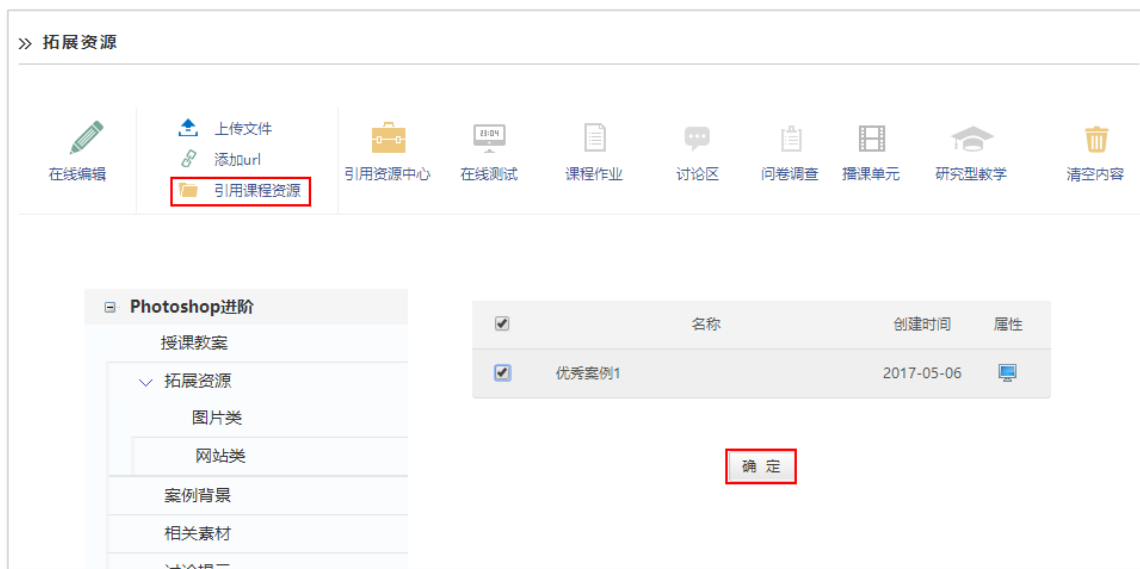 » 拓展资源
上传文件
添加url
引用课程资源
在线编辑
引用资源中心
23:04
在线测试
课程作业
讨论区
问卷调查
播课单元
研究型教学
清空内容
Photoshop进阶
授课教案
拓展资源
图片类
网站类
案例背景
相关素材
名称 创建时间 属性
优秀案例1 2017-05-06
确 定